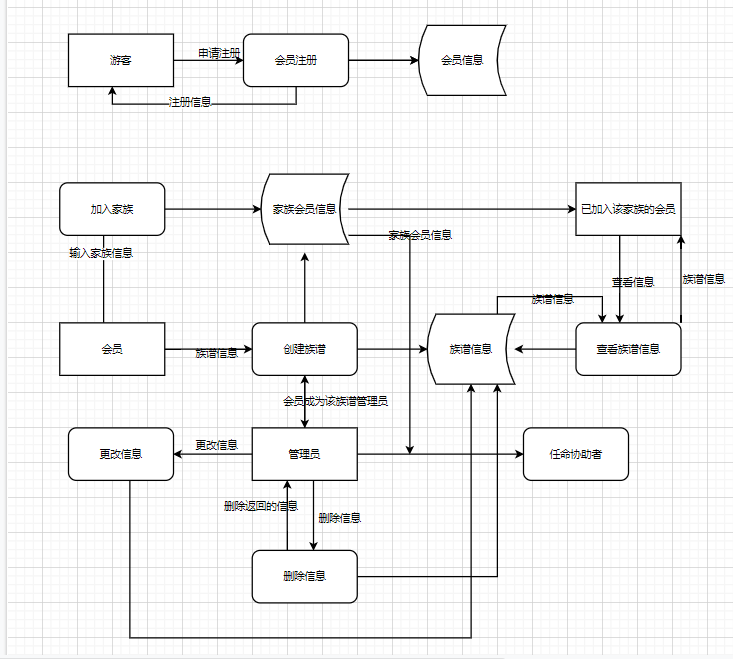 游客
申请注册
会员注册
会员信息
注册信息
加入家族
家族会员信息
已加入该家族的会员
输入家族信息
家族会员信息
查看信息
族谱信息
族谱信息
会员
族谱信息
创建族谱
族谱信息
查看族谱信息
会员成为该族谱管理员
更改信息
更改信息
管理员
任命协助者
删除返回的信息
删除信息
删除信息